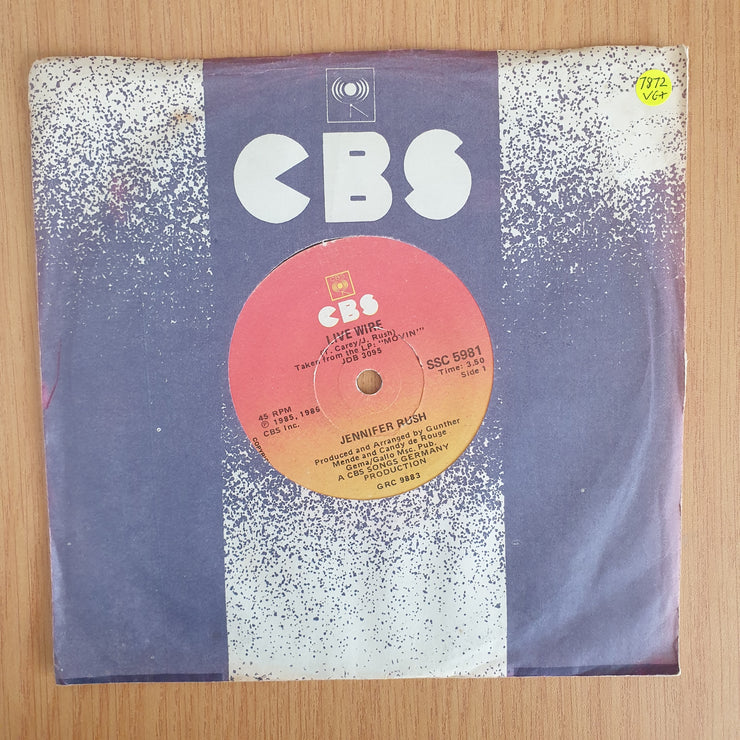 7872
VG+
CBS
CBS
LIVE WIRE
(T. Carey/J. Rush)
Taken from the LP: "MOVIN'"
JDB 3095
SSC 5981
Time: 3.50
Side 1
45 RPM
℗ 1985, 1986
CBS Inc.
JENNIFER RUSH
Produced and Arranged by Gunther
Mende and Candy de Rouge
Gema/Gallo Msc. Pub.
A CBS SONGS GERMANY
PRODUCTION
GRC 9883